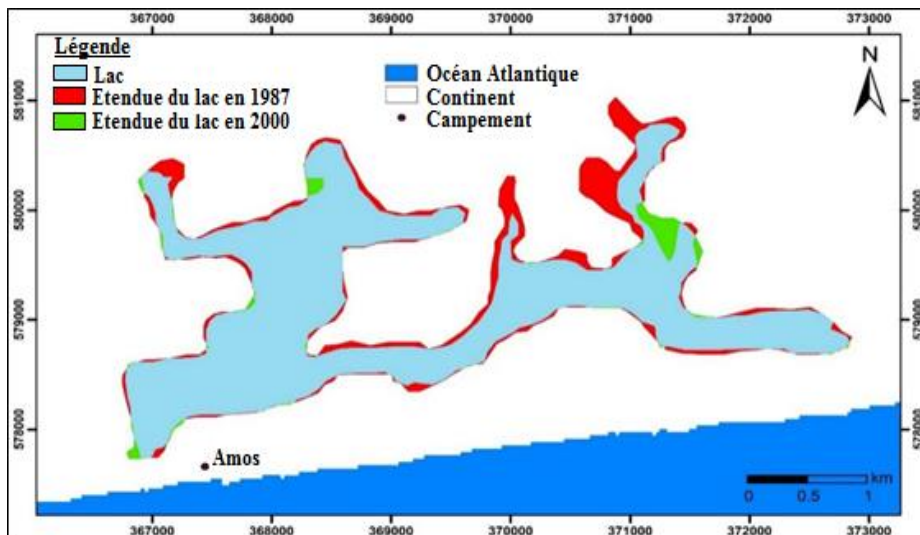 367000 368000 369000 370000 371000 372000 373000
Légende
Lac
Etendue du lac en 1987
Etendue du lac en 2000
Océan Atlantique
Continent
Campement
N
581000 581000
580000 580000
579000 579000
578000 578000
Amos
km
0 0.5 1
367000 368000 369000 370000 371000 372000 373000